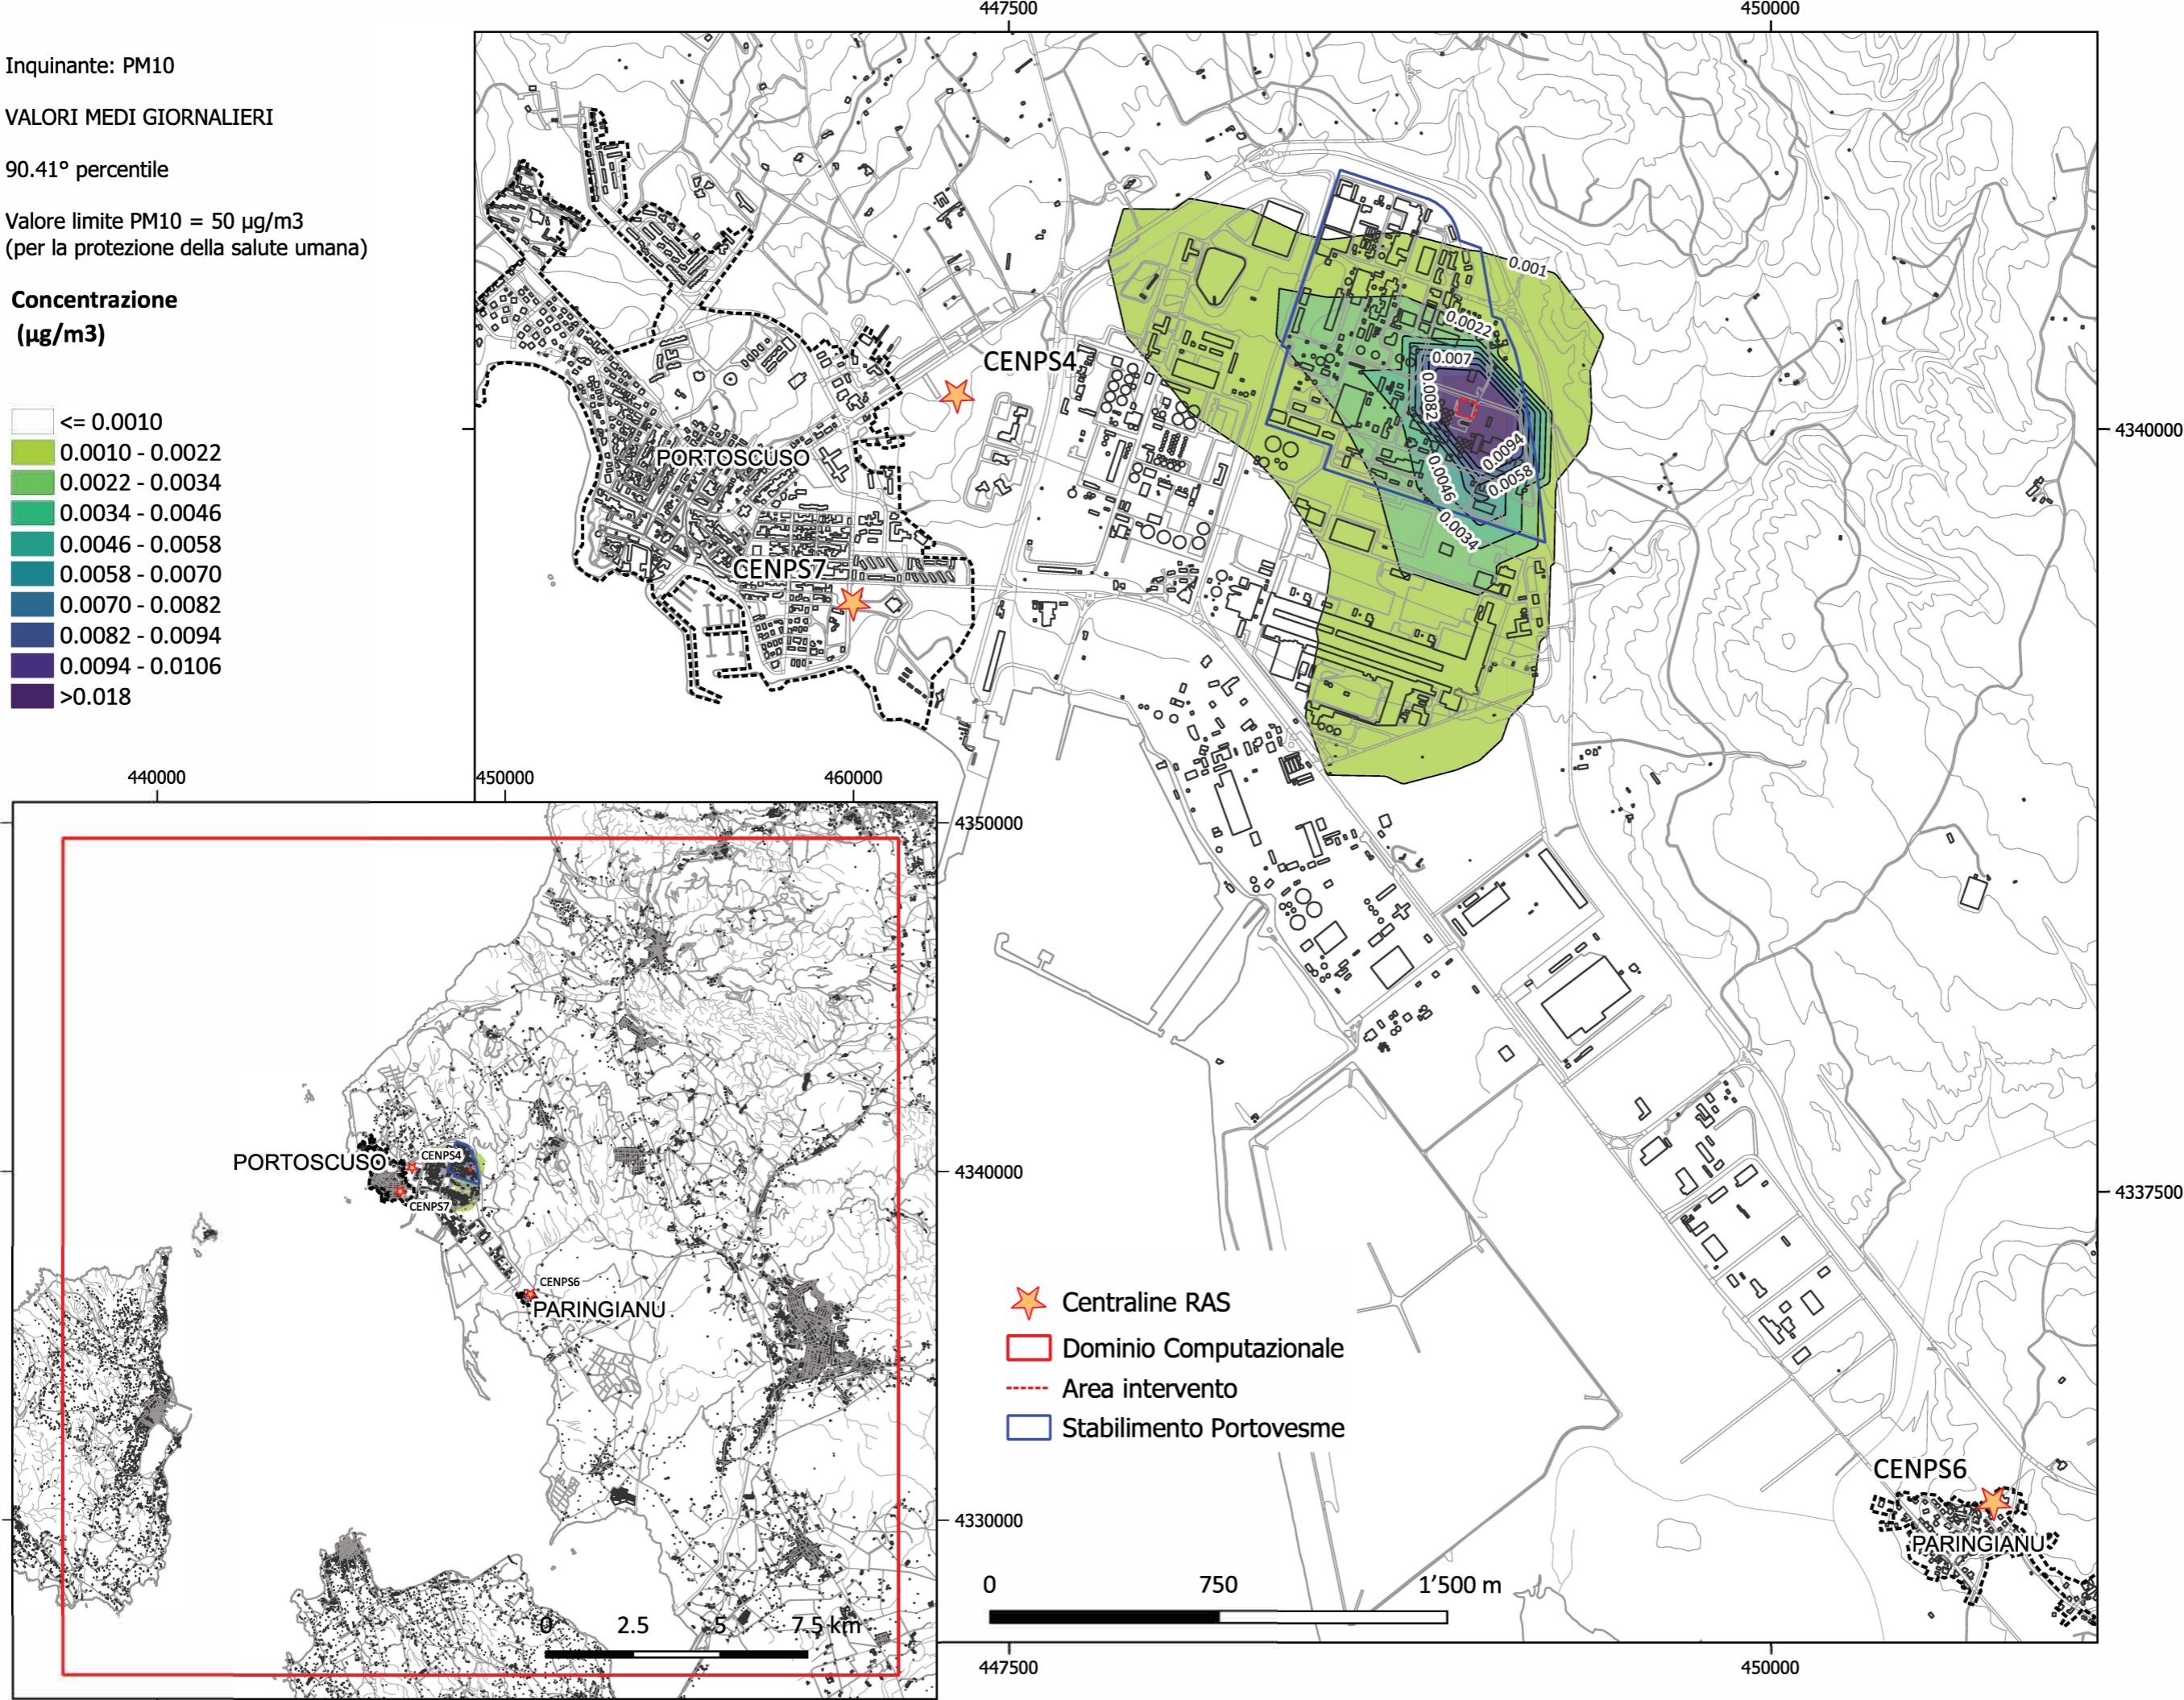 447500
450000
Inquinante: PM10
VALORI MEDI GIORNALIERI
90.41° percentile
Valore limite PM10 = 50 µg/m3
(per la protezione della salute umana)
Concentrazione
(µg/m3)
<= 0.0010
0.0010 - 0.0022
0.0022 - 0.0034
0.0034 - 0.0046
0.0046 - 0.0058
0.0058 - 0.0070
0.0070 - 0.0082
0.0082 - 0.0094
0.0094 - 0.0106
>0.018
CENPS4
PORTOSCUSO
CENPS7
0.001
0.0022
0.007
0.0082
0.0094
0.0058
0.0046
0.0034
4340000
4337500
440000
450000
460000
4350000
4340000
4330000
PORTOSCUSO
CENPS4
CENPS7
CENPS6
PARINGIANU
0
2.5
5
7.5 km
Centraline RAS
Dominio Computazionale
Area intervento
Stabilimento Portovesme
CENPS6
PARINGIANU
0
750
1'500 m
447500
450000